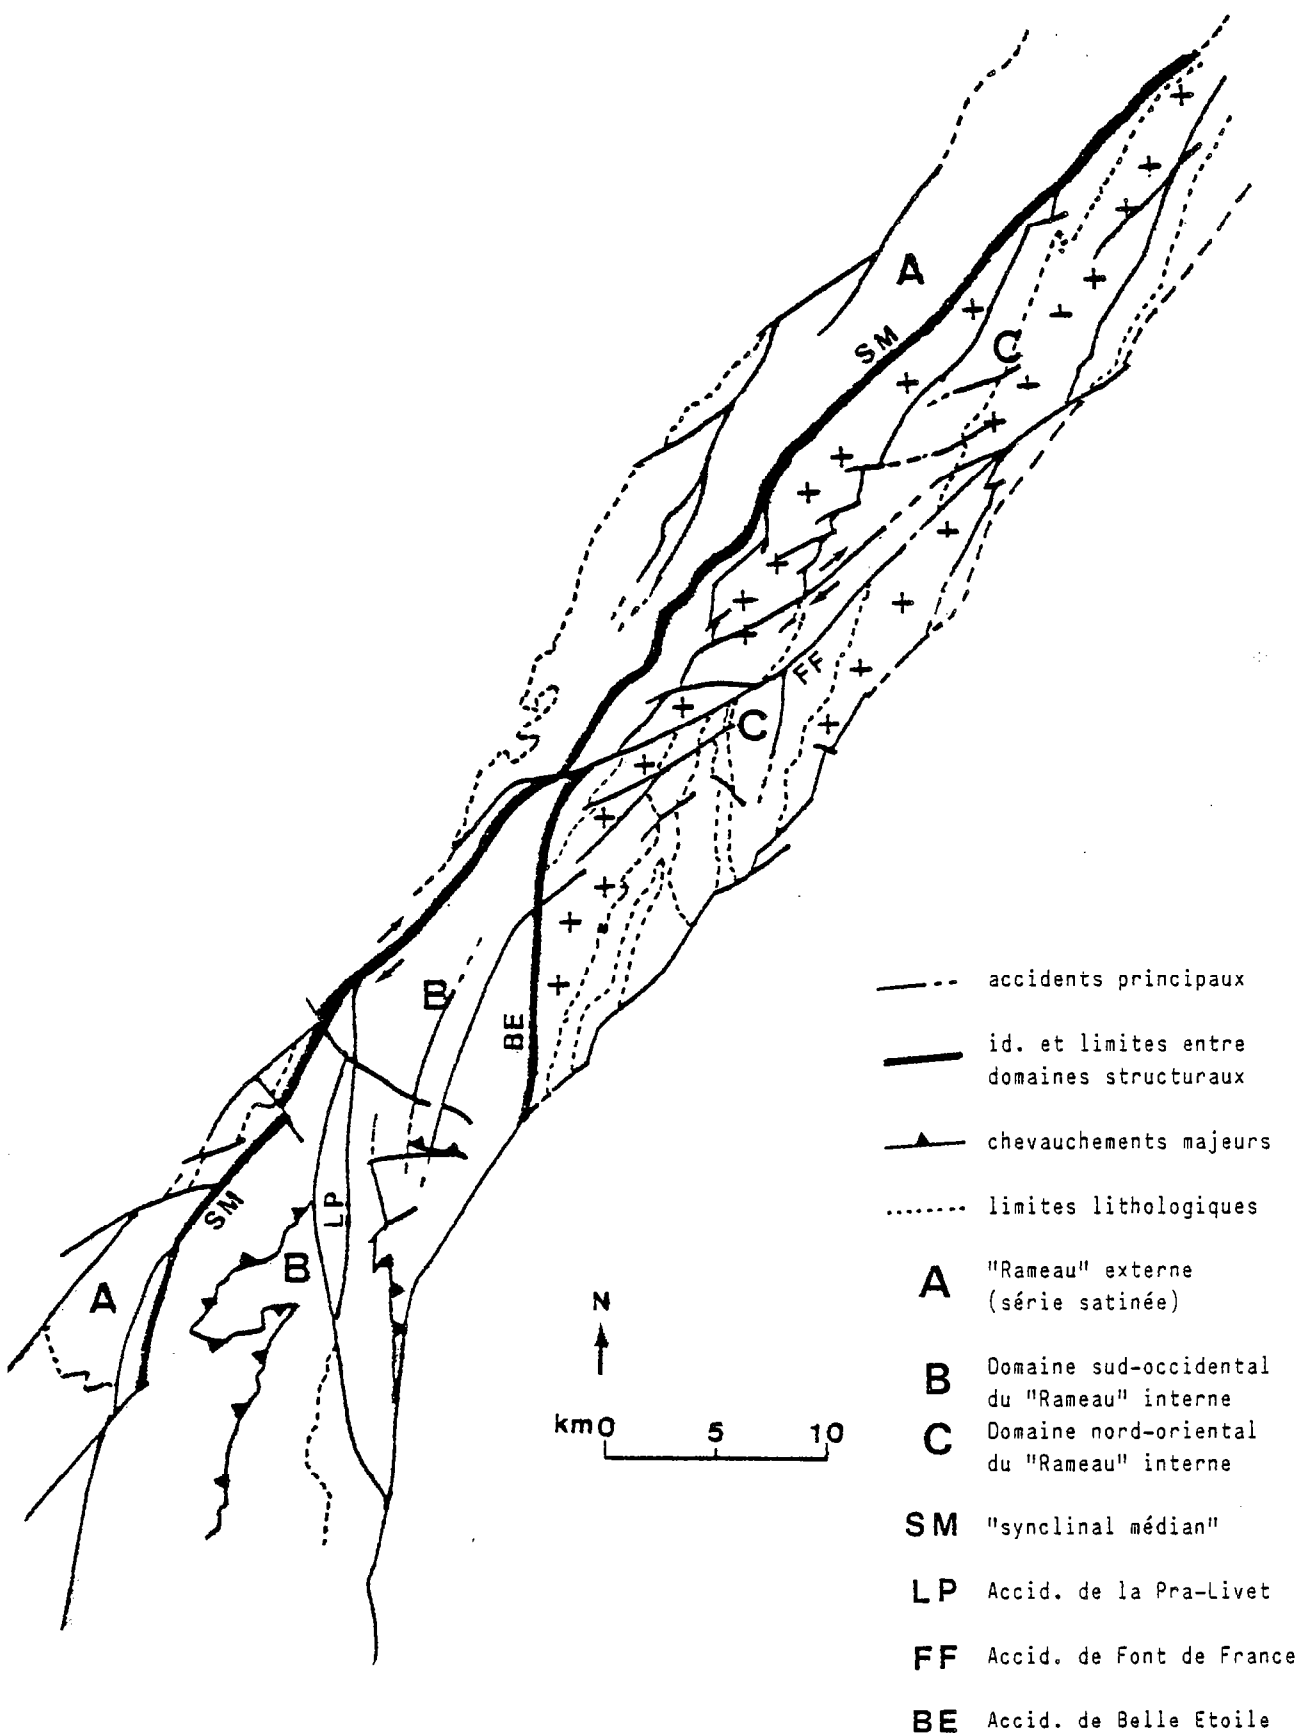 A
SM
C
FF
C
B
BE
SM
LP
B
A
N
km 0 5 10
accidents principaux
id. et limites entre
domaines structuraux
chevauchements majeurs
limites lithologiques
A "Rameau" externe
(série satinée)
B Domaine sud-occidental
du "Rameau" interne
C Domaine nord-oriental
du "Rameau" interne
SM "synclinal médian"
LP Accid. de la Pra-Livet
FF Accid. de Font de France
BE Accid. de Belle Etoile